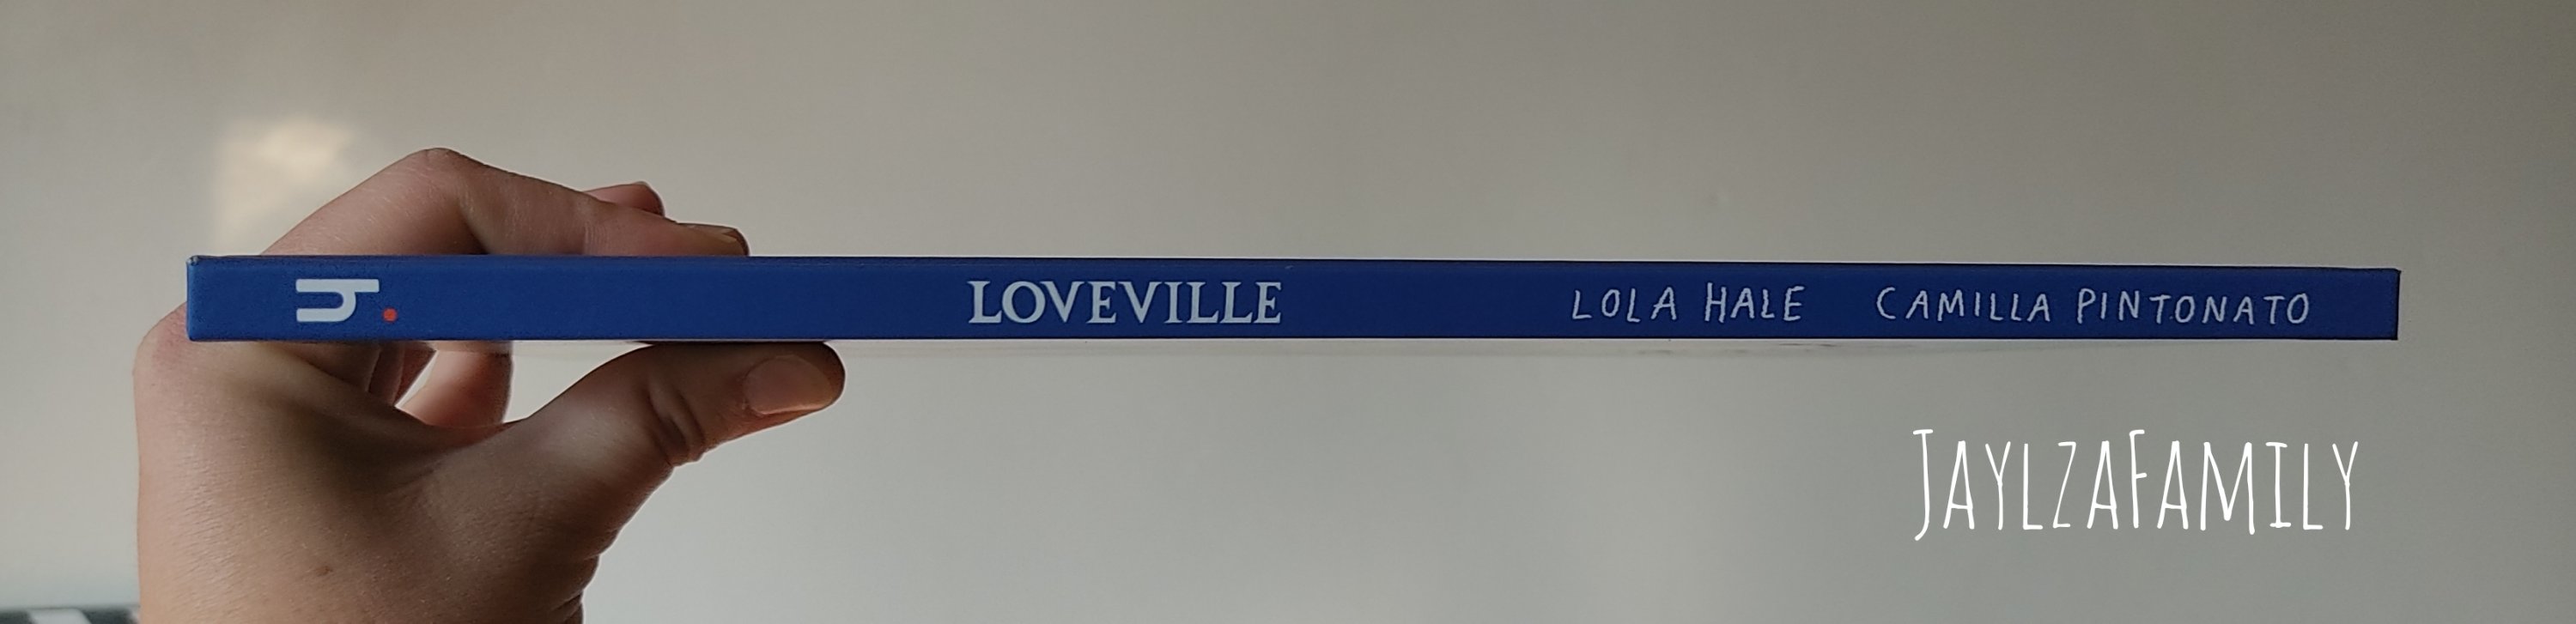 LOVEVILLE LOLA HALE CAMILLA PINTONATO
JAYLZAFAMILY